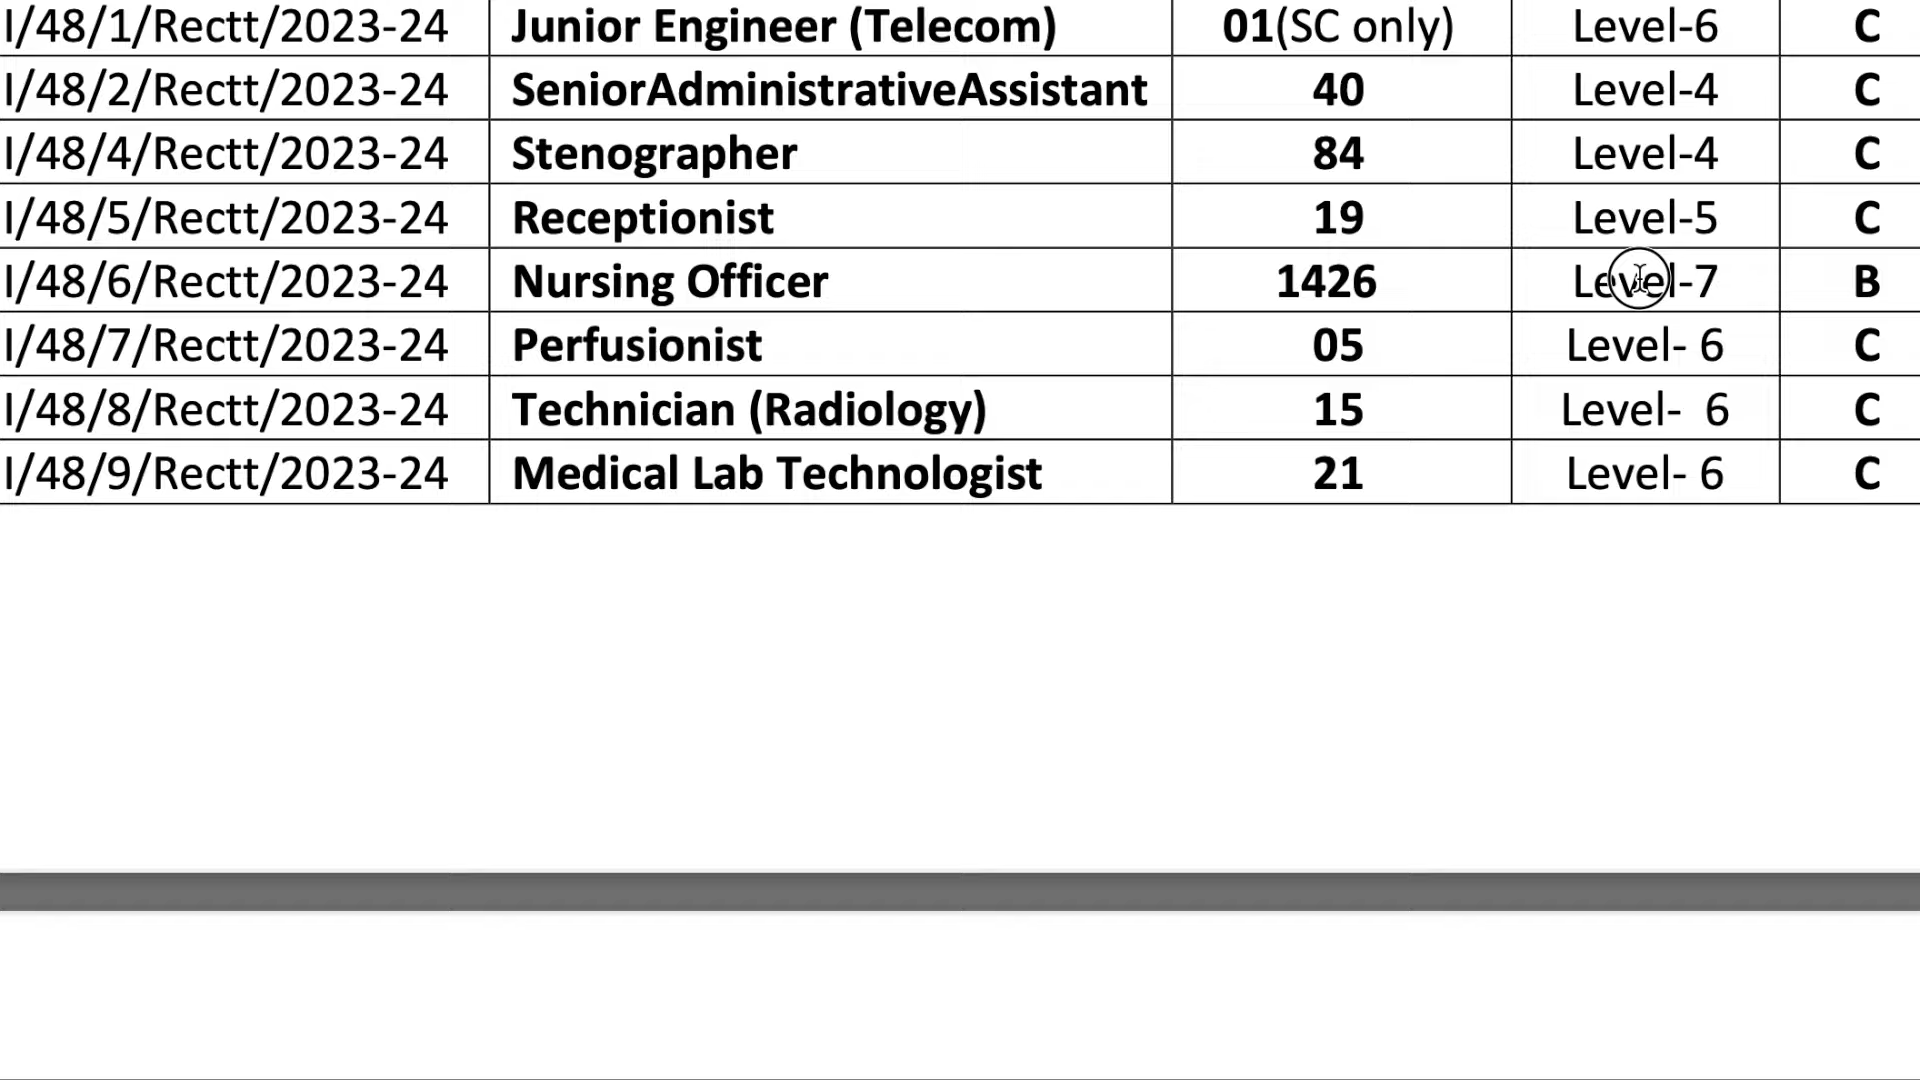 I/48/1/Rectt/2023-24 Junior Engineer (Telecom) 01(SC only) Level-6 C
I/48/2/Rectt/2023-24 SeniorAdministrativeAssistant 40 Level-4 C
I/48/4/Rectt/2023-24 Stenographer 84 Level-4 C
I/48/5/Rectt/2023-24 Receptionist 19 Level-5 C
I/48/6/Rectt/2023-24 Nursing Officer 1426 Level-7 B
I/48/7/Rectt/2023-24 Perfusionist 05 Level- 6 C
I/48/8/Rectt/2023-24 Technician (Radiology) 15 Level- 6 C
I/48/9/Rectt/2023-24 Medical Lab Technologist 21 Level- 6 C